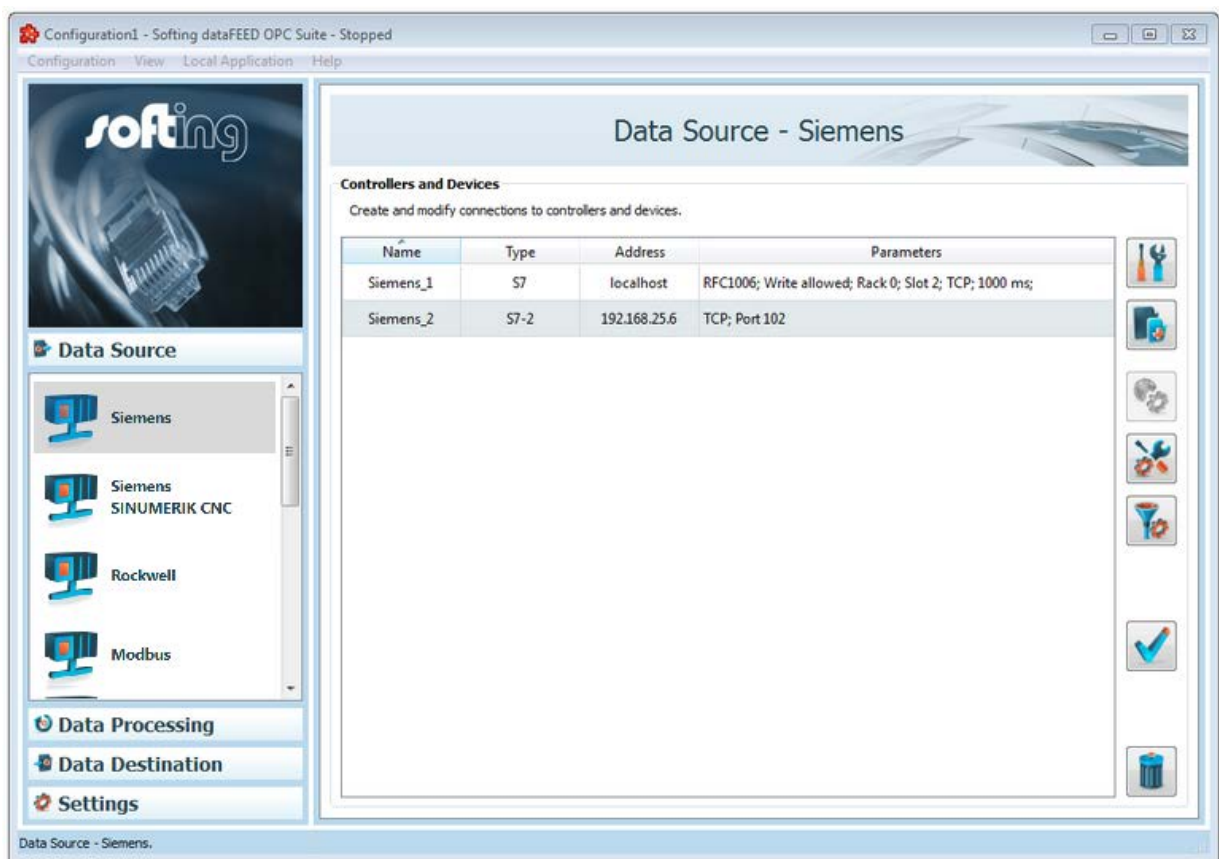 Configuration1 - Softing dataFEED OPC Suite - Stopped
Configuration View Local Application Help
softing
Data Source - Siemens
Controllers and Devices
Create and modify connections to controllers and devices.
Name Type Address Parameters
Siemens_1 S7 localhost RFC1006; Write allowed; Rack 0; Slot 2; TCP; 1000 ms;
Siemens_2 S7-2 192.168.25.6 TCP; Port 102
Data Source
Siemens
Siemens
SINUMERIK CNC
Rockwell
Modbus
Data Processing
Data Destination
Settings
Data Source - Siemens.